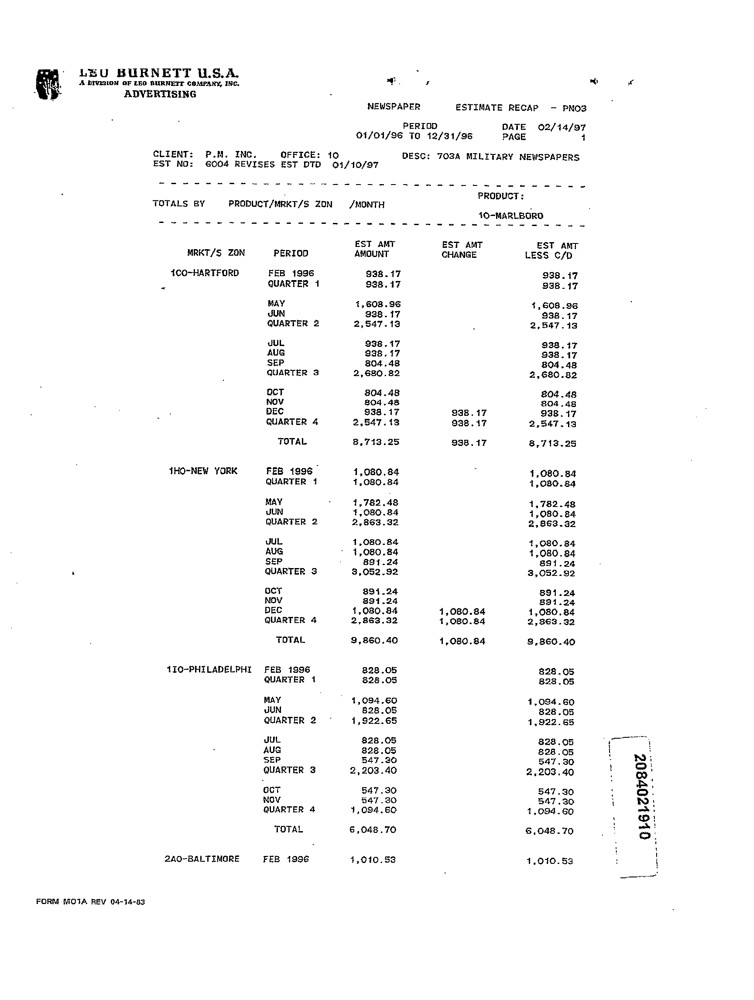 LEO BURNETT U.S.A.
A DIVISION OF LEO BURNETT COMPANY, INC.
ADVERTISING
NEWSPAPER ESTIMATE RECAP - PNO3
PERIOD DATE 02/14/97
01/01/96 TO 12/31/96 PAGE 1
CLIENT: P.M. INC. OFFICE: 10 DESC: 703A MILITARY NEWSPAPERS
EST NO: 6004 REVISES EST DTD 01/10/97
PRODUCT:
TOTALS BY PRODUCT/MRKT/S ZON /MONTH
10-MARLBORO
EST AMT EST AMT EST AMT
MRKT/S ZON PERIOD AMOUNT CHANGE LESS C/D
1CO-HARTFORD FEB 1996 938.17 938.17
QUARTER 1 938.17 938.17
MAY 1,608.96 1,608.96
JUN 938.17 938.17
QUARTER 2 2,547.13 2,547.13
JUL 938.17 938.17
AUG 938.17 938.17
SEP 804.48 804.48
QUARTER 3 2,680.82 2,680.82
OCT 804.48 804.48
NOV 804.48 804.48
DEC 938.17 938.17 938.17
QUARTER 4 2,547.13 938.17 2,547.13
TOTAL 8,713.25 938.17 8,713.25
1HO-NEW YORK FEB 1996 1,080.84 1,080.84
QUARTER 1 1,080.84 1,080.84
MAY 1,782.48 1,782.48
JUN 1,080.84 1,080.84
QUARTER 2 2,863.32 2,863.32
JUL 1,080.84 1,080.84
AUG 1,080.84 1,080.84
SEP 891.24 891.24
QUARTER 3 3,052.92 3,052.92
OCT 891.24 891.24
NOV 891.24 891.24
DEC 1,080.84 1,080.84 1,080.84
QUARTER 4 2,863.32 1,080.84 2,863.32
TOTAL 9,860.40 1,080.84 9,860.40
1IO-PHILADELPHI FEB 1996 828.05 828.05
QUARTER 1 828.05 828.05
MAY 1,094.60 1,094.60
JUN 828.05 828.05
QUARTER 2 1,922.65 1,922.65
JUL 828.05 828.05
AUG 828.05 828.05
SEP 547.30 547.30
QUARTER 3 2,203.40 2,203.40
OCT 547.30 547.30
NOV 547.30 547.30
QUARTER 4 1,094.60 1,094.60
TOTAL 6,048.70 6,048.70
2AO-BALTIMORE FEB 1996 1,010.53 1,010.53
2084021910
FORM MO1A REV 04-14-83